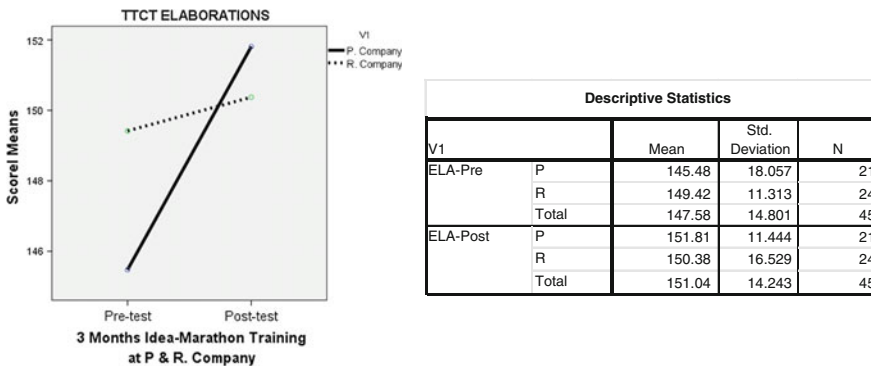 TTCT ELABORATIONS
152
150
148
146
Scorel Means
Pre-test Post-test
3 Months Idea-Marathon Training
at P & R. Company
V1
P. Company
R. Company
Descriptive Statistics
V1 Mean Std. Deviation N
ELA-Pre P 145.48 18.057 21
R 149.42 11.313 24
Total 147.58 14.801 45
ELA-Post P 151.81 11.444 21
R 150.38 16.529 24
Total 151.04 14.243 45